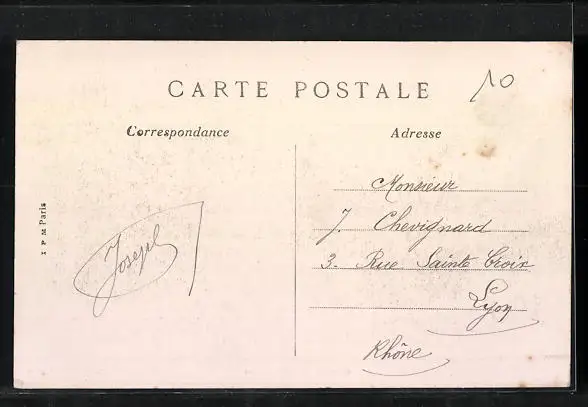 10
CARTE POSTALE
Correspondance
Adresse
Monsieur
J. Chevignard
3. Rue Sainte Croix
Lyon
Rhône
Joseph
I P M Paris